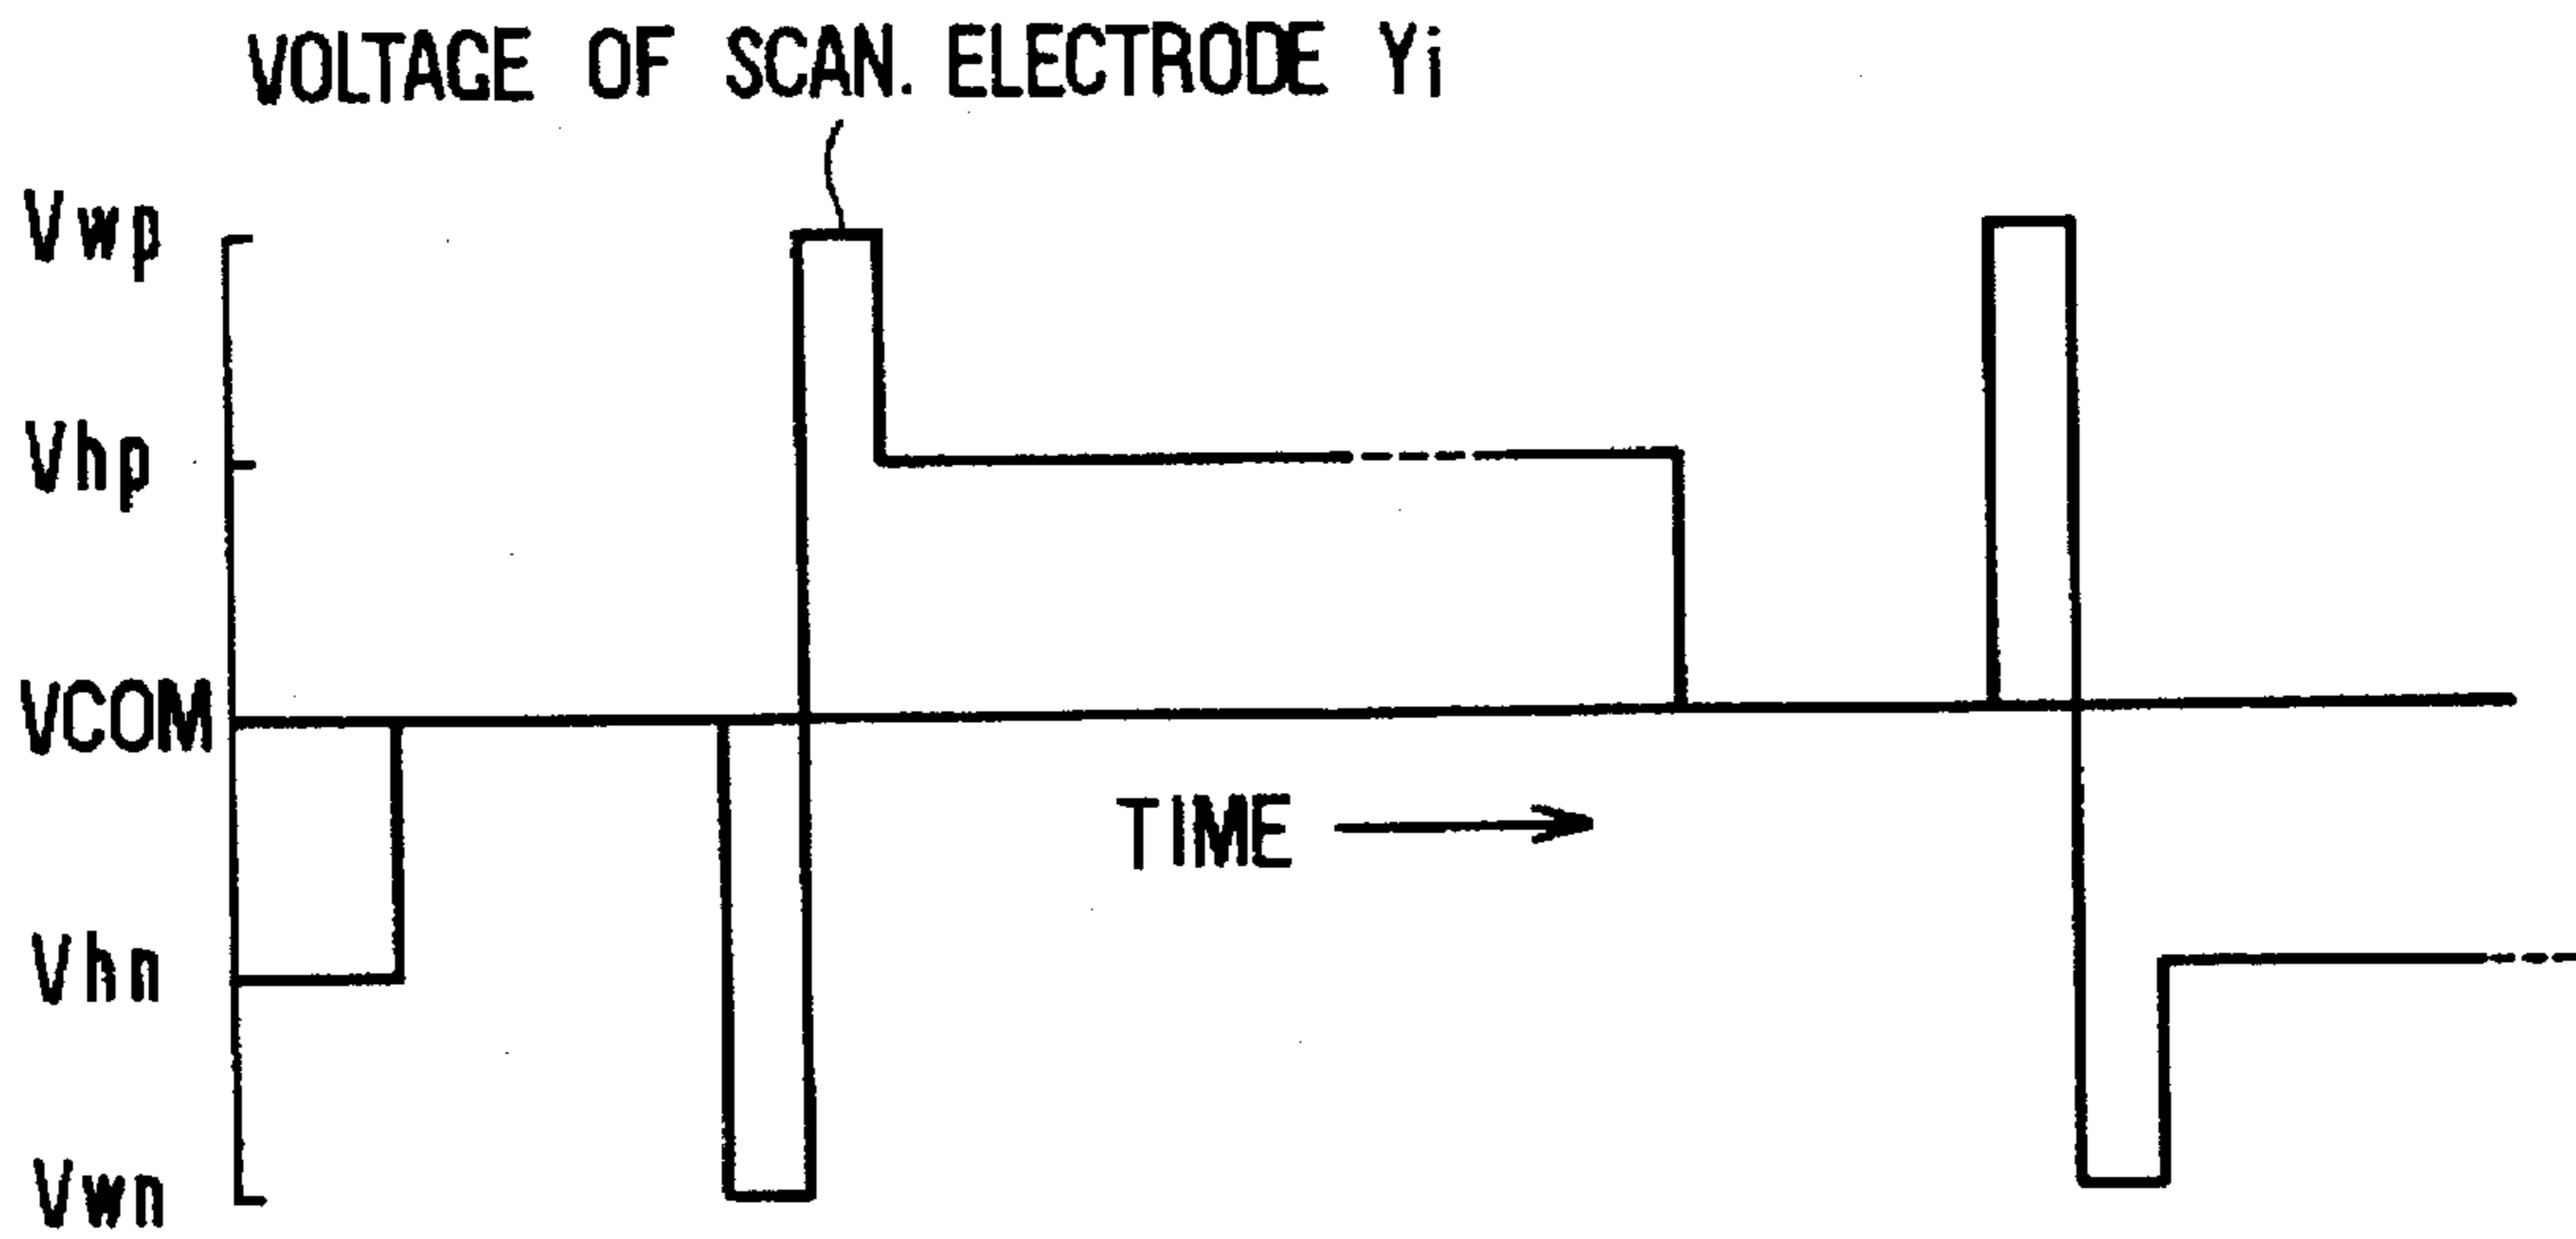 VOLTAGE OF SCAN. ELECTRODE Yi
Vwp
Vhp
VCOM
TIME
Vhn
Vwn